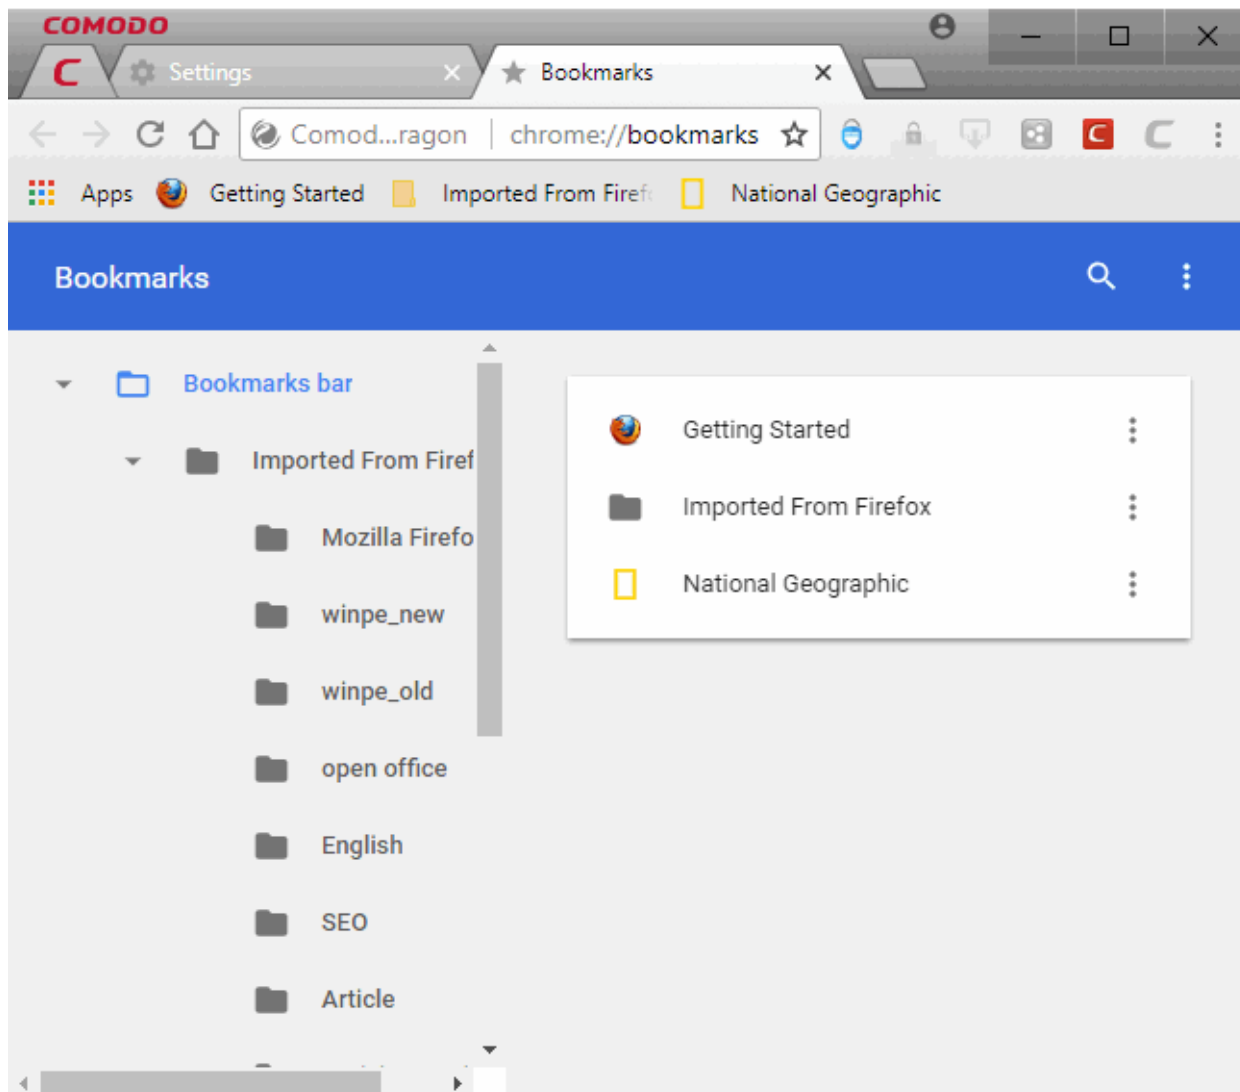 COMODO
Settings
Bookmarks
Comod...ragon | chrome://bookmarks
Apps Getting Started Imported From Firef National Geographic
Bookmarks
Bookmarks bar
Imported From Firef
Mozilla Firefo
winpe_new
winpe_old
open office
English
SEO
Article
Getting Started
Imported From Firefox
National Geographic